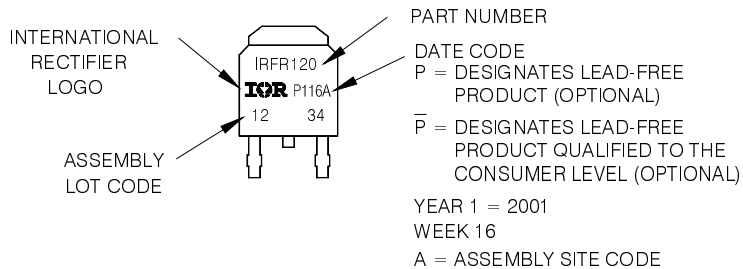 INTERNATIONAL
RECTIFIER
LOGO
ASSEMBLY
LOT CODE
IRFR120
IOR P116A
12 34
PART NUMBER
DATE CODE
P = DESIGNATES LEAD-FREE
PRODUCT (OPTIONAL)
P̅ = DESIGNATES LEAD-FREE
PRODUCT QUALIFIED TO THE
CONSUMER LEVEL (OPTIONAL)
YEAR 1 = 2001
WEEK 16
A = ASSEMBLY SITE CODE